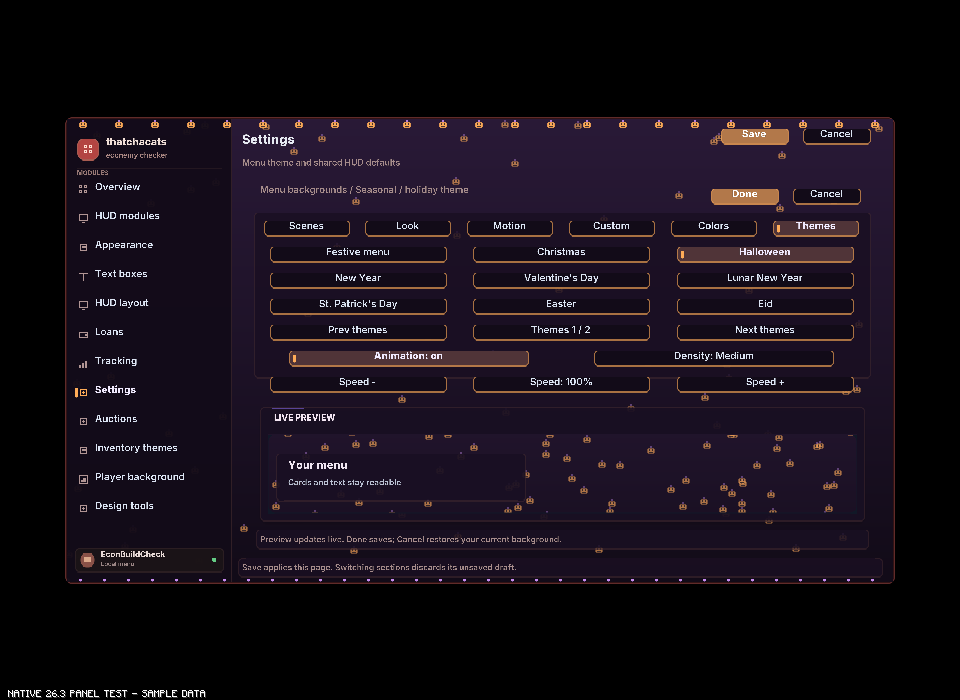 thatchacats
economy checker
MODULES
Overview
HUD modules
Appearance
Text boxes
HUD layout
Loans
Tracking
Settings
Auctions
Inventory themes
Player background
Design tools
EconBuildCheck
Local menu
Settings
Save
Cancel
Menu theme and shared HUD defaults
Menu backgrounds / Seasonal / holiday theme
Done
Cancel
Scenes
Look
Motion
Custom
Colors
Themes
Festive menu
Christmas
Halloween
New Year
Valentine's Day
Lunar New Year
St. Patrick's Day
Easter
Eid
Prev themes
Themes 1 / 2
Next themes
Animation: on
Density: Medium
Speed -
Speed: 100%
Speed +
LIVE PREVIEW
Your menu
Cards and text stay readable
Preview updates live. Done saves; Cancel restores your current background.
Save applies this page. Switching sections discards its unsaved draft.
NATIVE 26.3 PANEL TEST - SAMPLE DATA